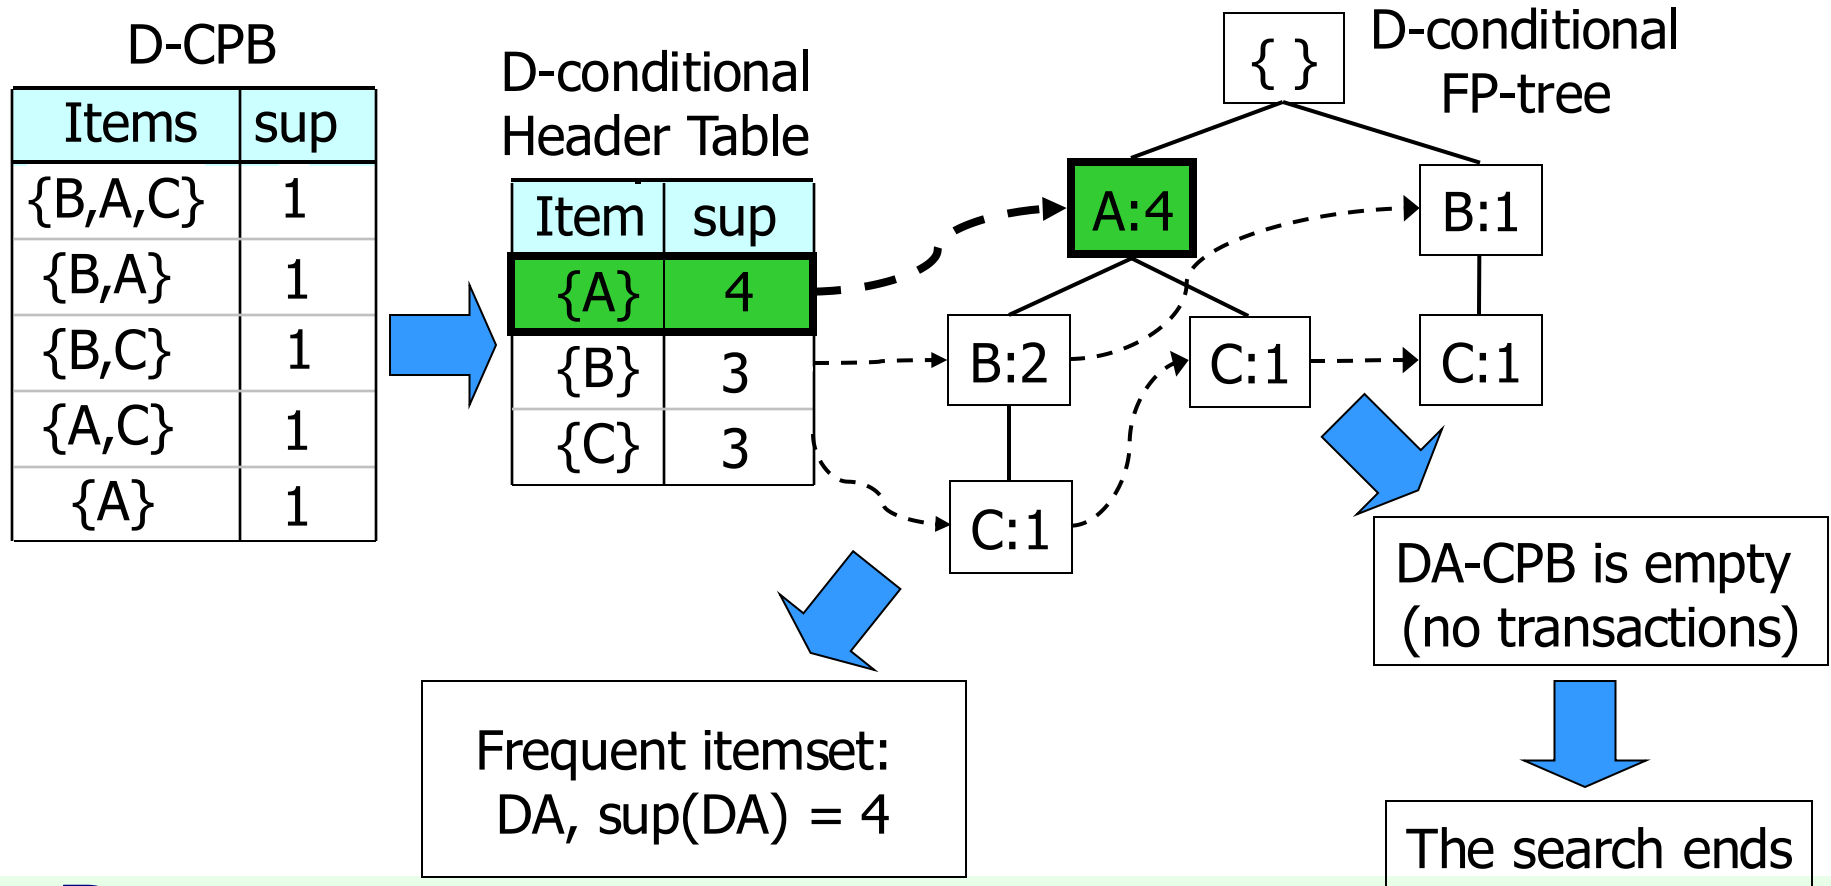 D-CPB
Items sup
{B,A,C} 1
{B,A} 1
{B,C} 1
{A,C} 1
{A} 1
D-conditional
Header Table
Item sup
{A} 4
{B} 3
{C} 3
D-conditional
FP-tree
{ }
A:4 B:1
B:2 C:1 C:1
C:1
DA-CPB is empty
(no transactions)
Frequent itemset:
DA, sup(DA) = 4
The search ends